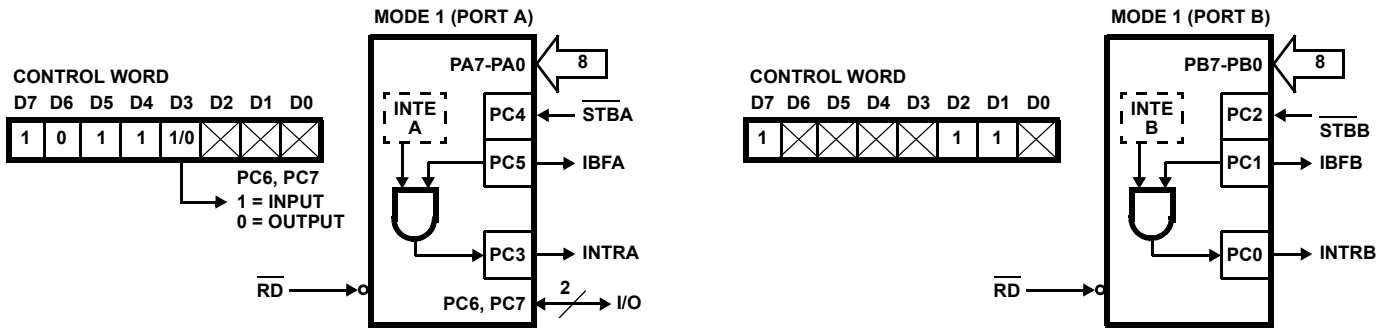 MODE 1 (PORT A)
CONTROL WORD
D7 D6 D5 D4 D3 D2 D1 D0
1 0 1 1 1/0
PC6, PC7
1 = INPUT
0 = OUTPUT
RD
PA7-PA0
8
INTE
A
PC4
STBA
PC5
IBFA
PC3
INTRA
PC6, PC7
2
I/O
MODE 1 (PORT B)
D7 D6 D5 D4 D3 D2 D1 D0
1 1 1
RD
PB7-PB0
8
INTE
B
PC2
STBB
PC1
IBFB
PC0
INTRB